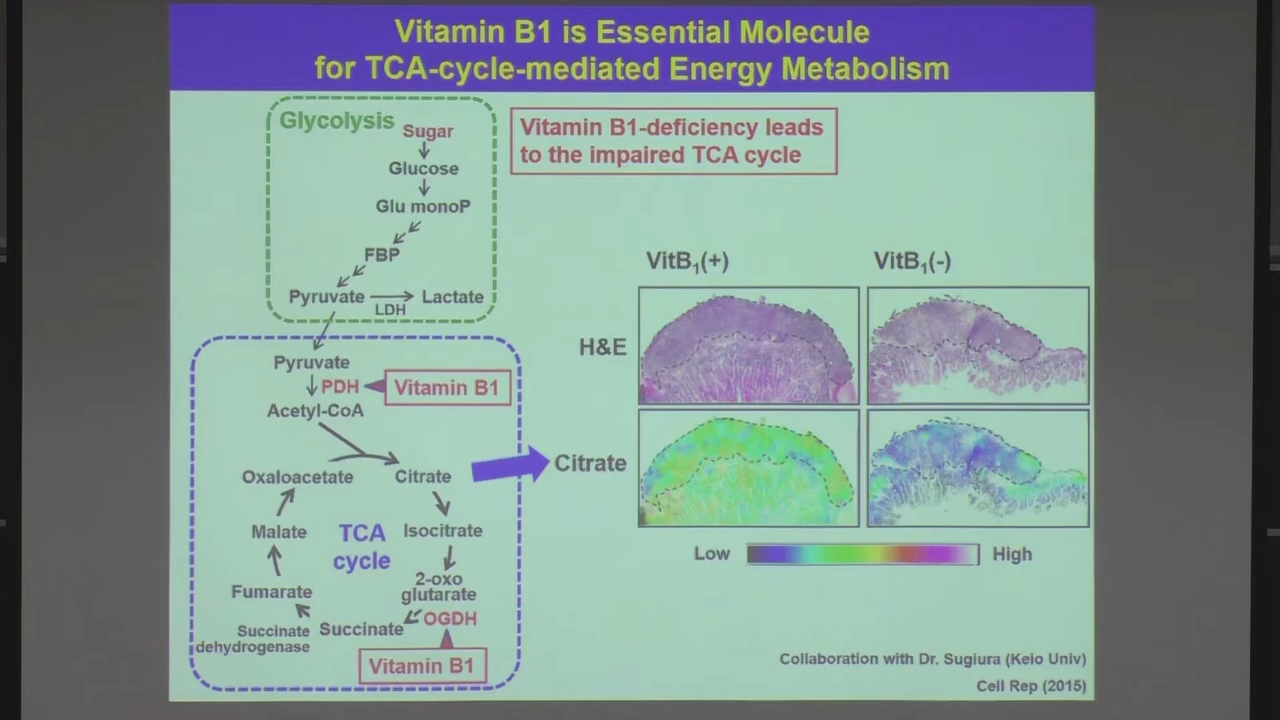 Vitamin B1 is Essential Molecule
for TCA-cycle-mediated Energy Metabolism
Glycolysis
Sugar
Glucose
Glu monoP
FBP
Pyruvate
Lactate
LDH
Vitamin B1-deficiency leads
to the impaired TCA cycle
Pyruvate
PDH
Vitamin B1
Acetyl-CoA
Oxaloacetate
Citrate
Malate
TCA
cycle
Isocitrate
2-oxo
glutarate
Fumarate
OGDH
Succinate
Succinate
dehydrogenase
Vitamin B1
VitB1(+)
VitB1(-)
H&E
Citrate
Low
High
Collaboration with Dr. Sugiura (Keio Univ)
Cell Rep (2015)